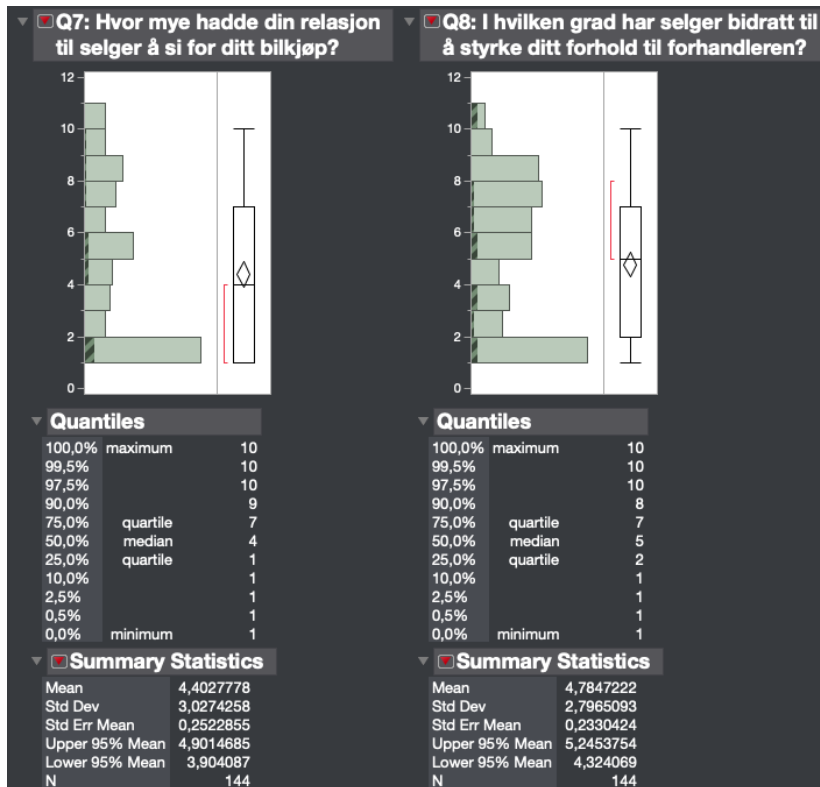 Q7: Hvor mye hadde din relasjon
til selger å si for ditt bilkjøp?
12
10
8
6
4
2
0
Quantiles
100,0% maximum 10
99,5% 10
97,5% 10
90,0% 9
75,0% quartile 7
50,0% median 4
25,0% quartile 1
10,0% 1
2,5% 1
0,5% 1
0,0% minimum 1
Summary Statistics
Mean 4,4027778
Std Dev 3,0274258
Std Err Mean 0,2522855
Upper 95% Mean 4,9014685
Lower 95% Mean 3,904087
N 144
Q8: I hvilken grad har selger bidratt til
å styrke ditt forhold til forhandleren?
12
10
8
6
4
2
0
Quantiles
100,0% maximum 10
99,5% 10
97,5% 10
90,0% 8
75,0% quartile 7
50,0% median 5
25,0% quartile 2
10,0% 1
2,5% 1
0,5% 1
0,0% minimum 1
Summary Statistics
Mean 4,7847222
Std Dev 2,7965093
Std Err Mean 0,2330424
Upper 95% Mean 5,2453754
Lower 95% Mean 4,324069
N 144